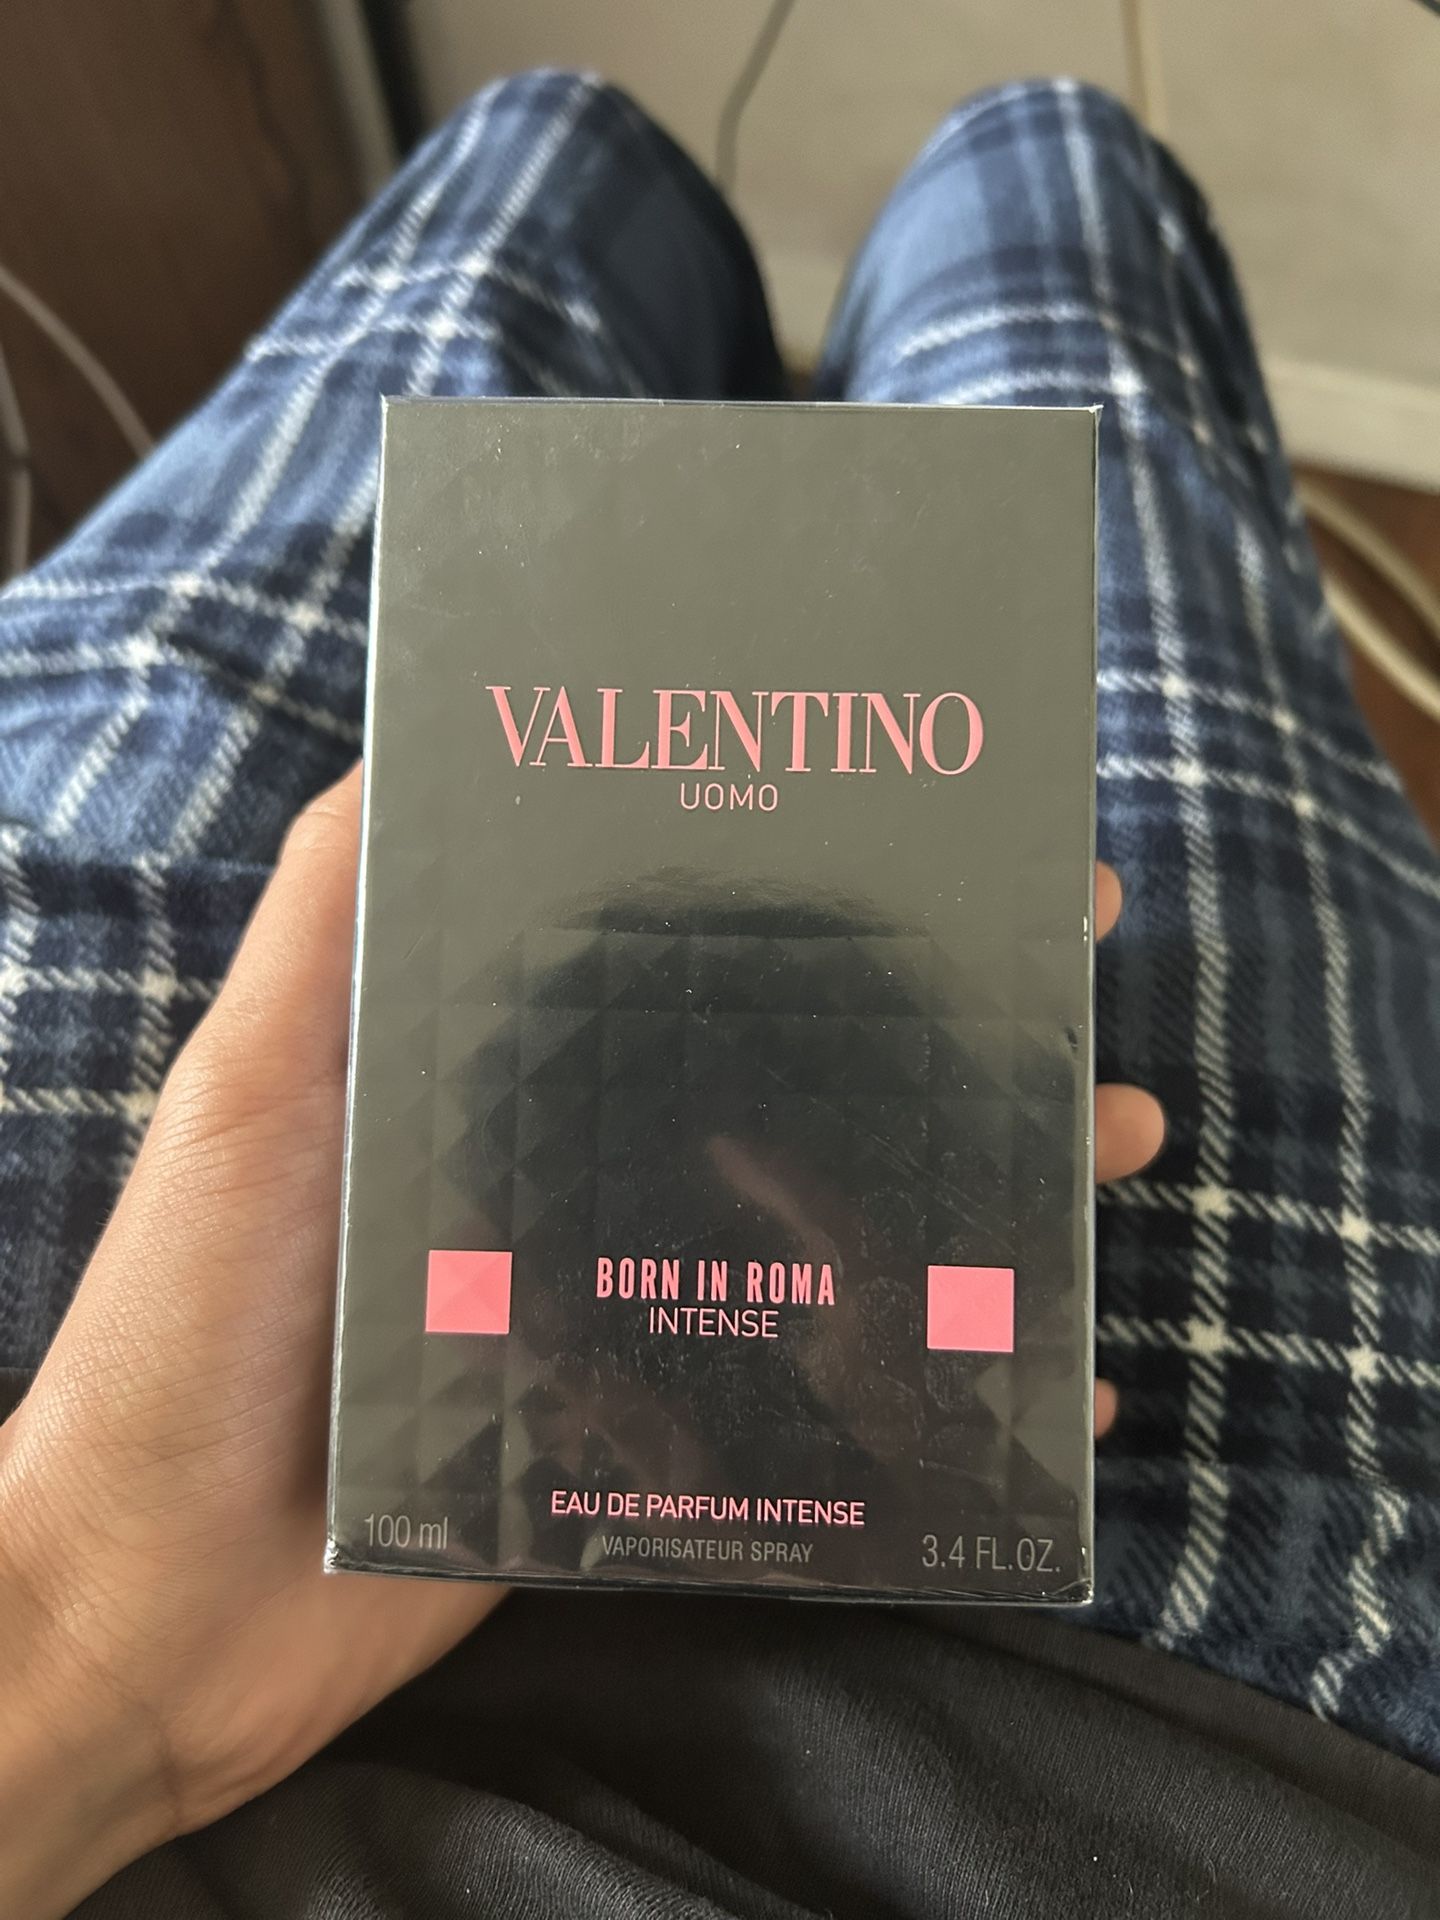 VALENTINO
UOMO
BORN IN ROMA
INTENSE
EAU DE PARFUM INTENSE
100 ml
VAPORISATEUR SPRAY
3.4 FL.OZ.